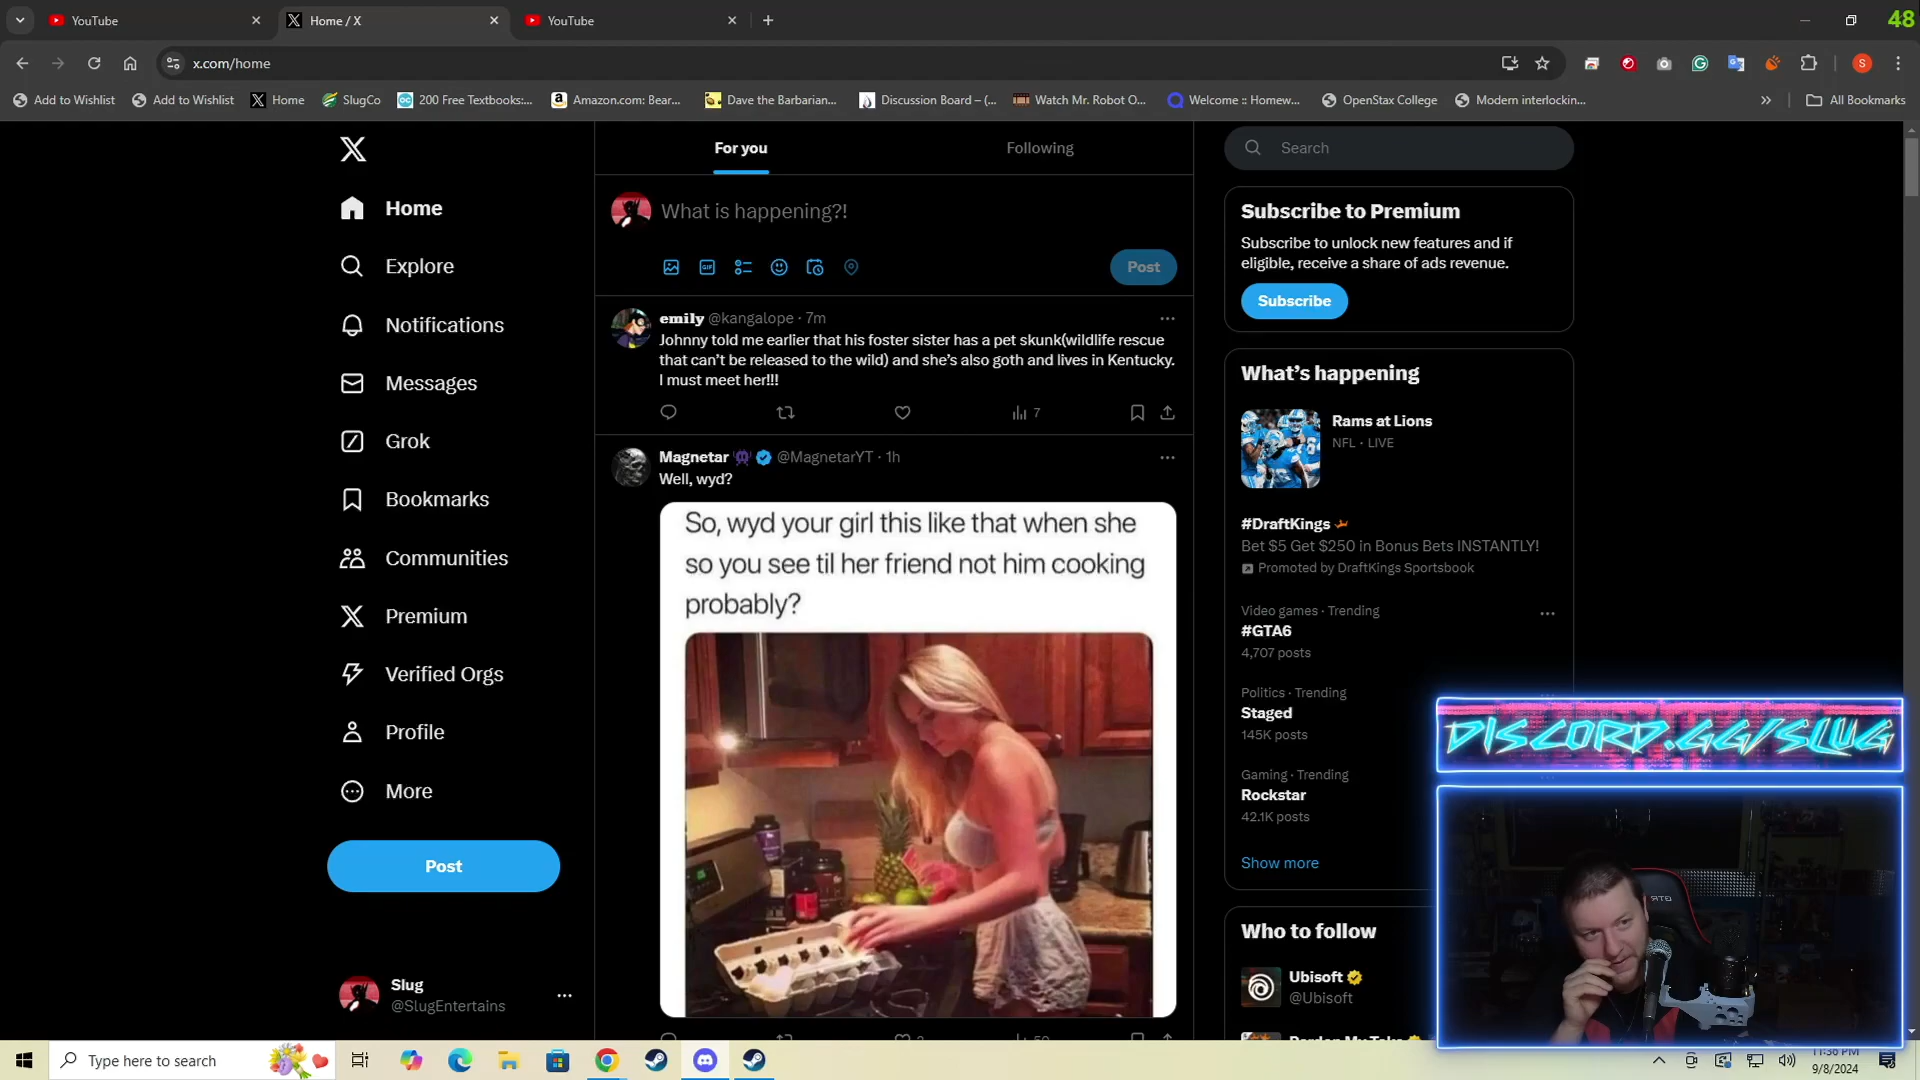 YouTube
Home / X
YouTube
48
x.com/home
Add to Wishlist
Add to Wishlist
Home
SlugCo
200 Free Textbooks:...
Amazon.com: Bear...
Dave the Barbarian...
Discussion Board – (...
Watch Mr. Robot O...
Welcome :: Homew...
OpenStax College
Modern interlockin...
All Bookmarks
Home
Explore
Notifications
Messages
Grok
Bookmarks
Communities
Premium
Verified Orgs
Profile
More
Post
Slug
@SlugEntertains
For you
Following
What is happening?!
GIF
Post
emily @kangalope · 7m
Johnny told me earlier that his foster sister has a pet skunk(wildlife rescue
that can't be released to the wild) and she's also goth and lives in Kentucky.
I must meet her!!!
7
Magnetar @MagnetarYT · 1h
Well, wyd?
So, wyd your girl this like that when she
so you see til her friend not him cooking
probably?
Search
Subscribe to Premium
Subscribe to unlock new features and if
eligible, receive a share of ads revenue.
Subscribe
What's happening
Rams at Lions
NFL · LIVE
#DraftKings
Bet $5 Get $250 in Bonus Bets INSTANTLY!
Promoted by DraftKings Sportsbook
Video games · Trending
#GTA6
4,707 posts
Politics · Trending
Staged
145K posts
Gaming · Trending
Rockstar
42.1K posts
Show more
Who to follow
Ubisoft
@Ubisoft
DISCORD.GG/SLUG
GTR
Type here to search
11:36 PM
9/8/2024